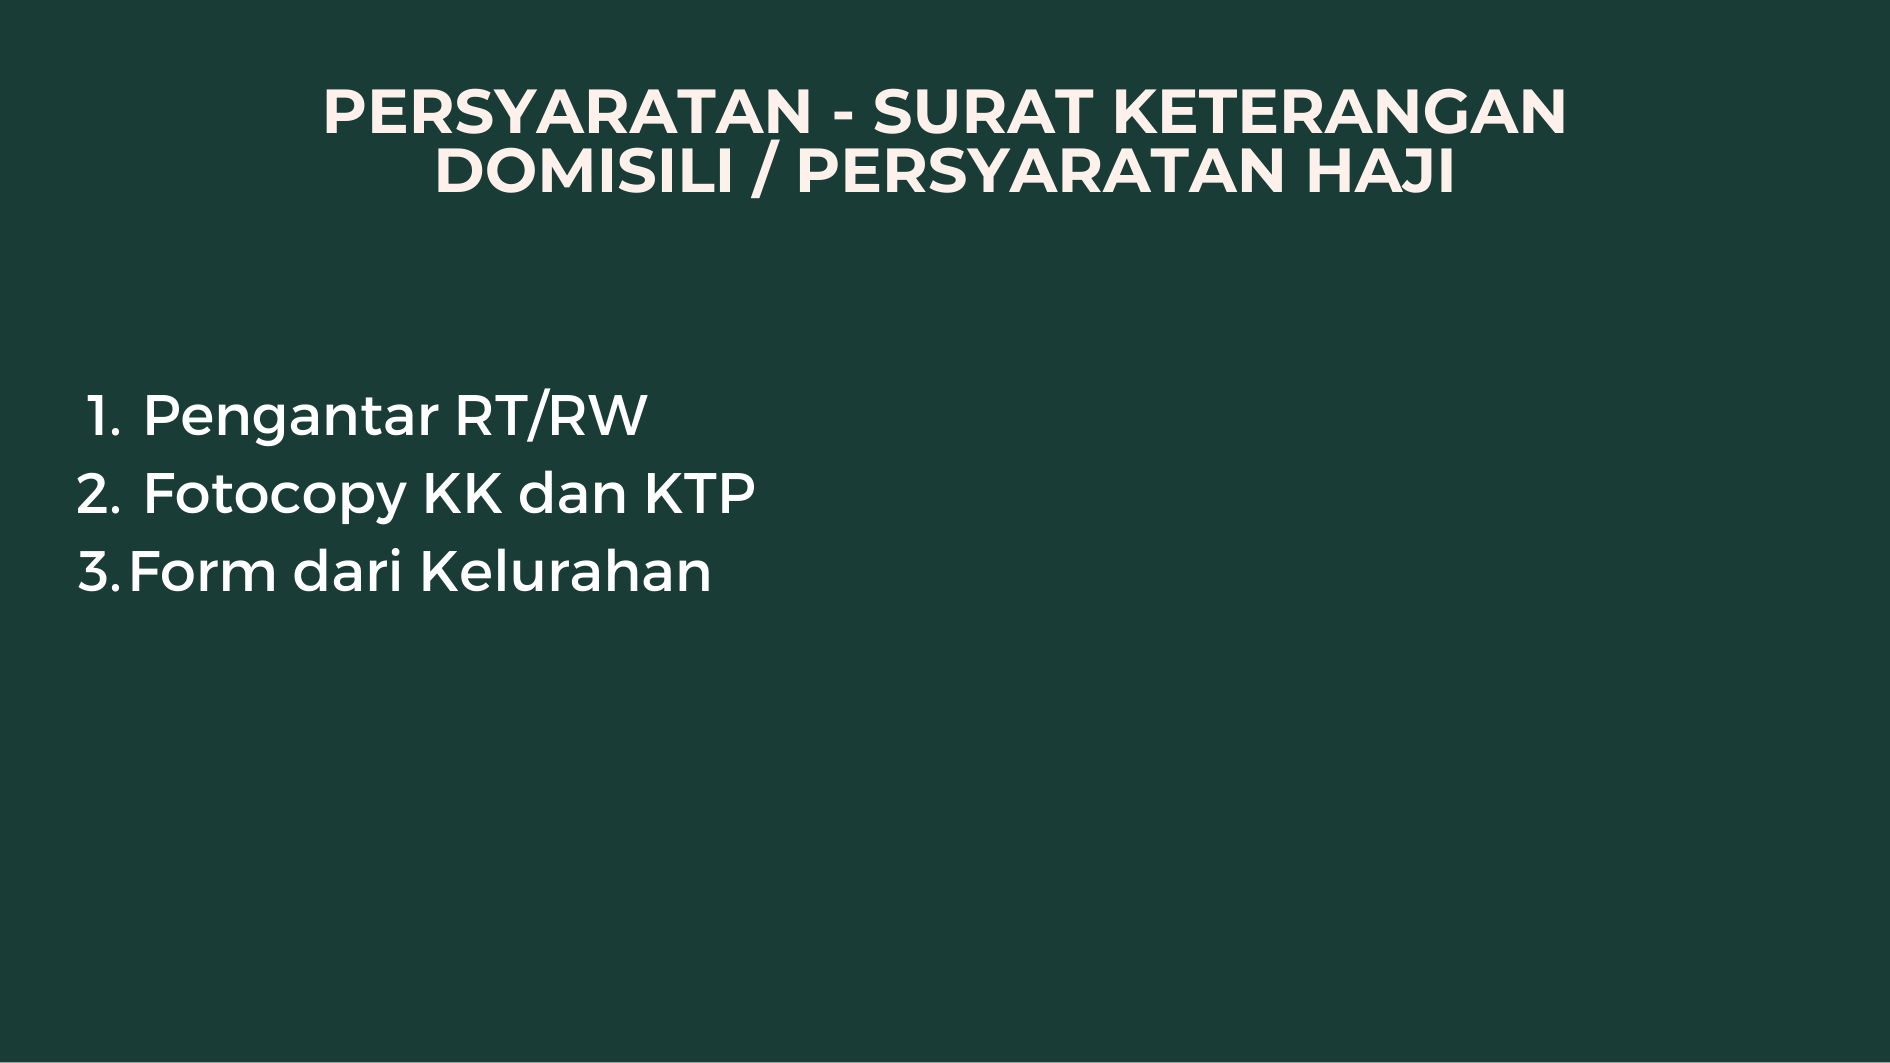 PERSYARATAN - SURAT KETERANGAN
DOMISILI / PERSYARATAN HAJI
1. Pengantar RT/RW
2. Fotocopy KK dan KTP
3. Form dari Kelurahan